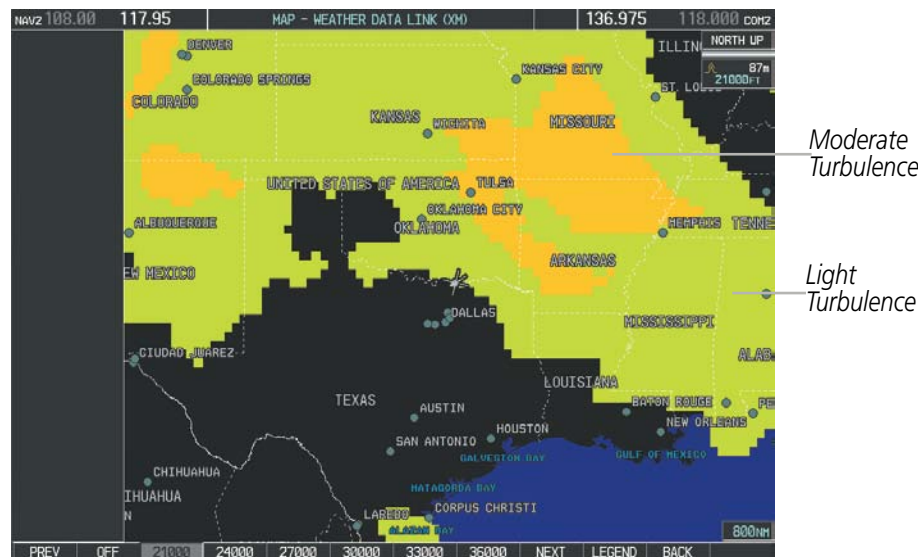 NAV2 108.00 117.95 MAP – WEATHER DATA LINK (XM) 136.975 118.000 COM2
NORTH UP
87m
21000FT
DENVER
ILLIN
KANSAS CITY
COLORADO SPRINGS
ST LOUIS
COLORADO
KANSAS
WICHITA
MISSOURI
Moderate
Turbulence
UNITED STATES OF AMERICA
TULSA
OKLAHOMA CITY
ALBUQUERQUE
OKLAHOMA
MEMPHIS
TENNE
EW MEXICO
ARKANSAS
Light
Turbulence
DALLAS
MISSISSIPPI
CIUDAD JUAREZ
ALAB
LOUISIANA
TEXAS
BATON ROUGE
PE
AUSTIN
NEW ORLEANS
HOUSTON
SAN ANTONIO
GALVESTON BAY
GULF OF MEXICO
CHIHUAHUA
MATAGORDA BAY
IHUAHUA
N
CORPUS CHRISTI
LAREDO
800NM
PREV OFF 21000 24000 27000 30000 33000 36000 NEXT LEGEND BACK